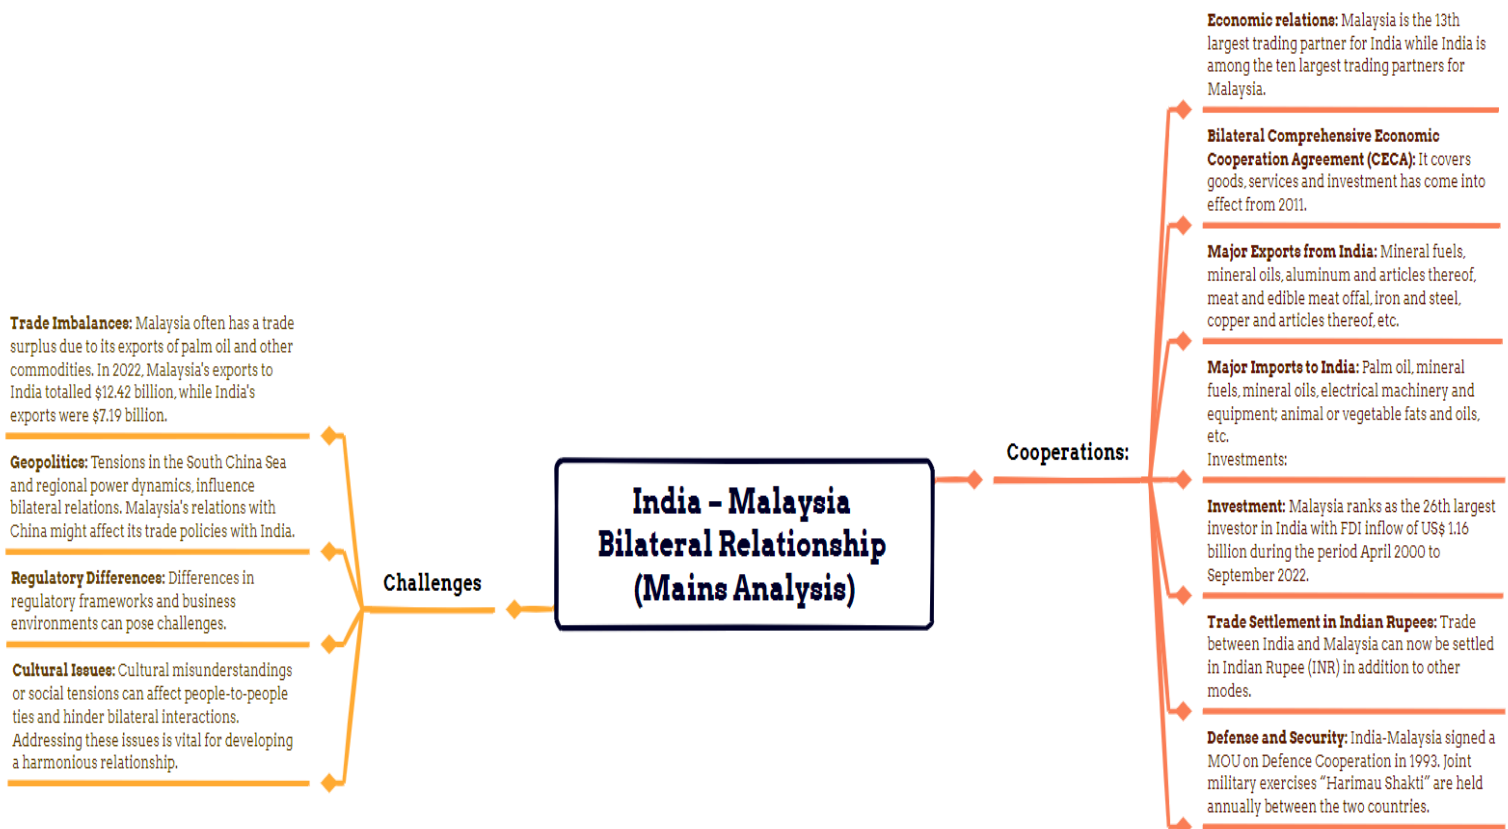 India – Malaysia
Bilateral Relationship
(Mains Analysis)
Cooperations:
Economic relations: Malaysia is the 13th
largest trading partner for India while India is
among the ten largest trading partners for
Malaysia.
Bilateral Comprehensive Economic
Cooperation Agreement (CECA): It covers
goods, services and investment has come into
effect from 2011.
Major Exports from India: Mineral fuels,
mineral oils, aluminum and articles thereof,
meat and edible meat offal, iron and steel,
copper and articles thereof, etc.
Major Imports to India: Palm oil, mineral
fuels, mineral oils, electrical machinery and
equipment; animal or vegetable fats and oils,
etc.
Investments:
Investment: Malaysia ranks as the 26th largest
investor in India with FDI inflow of US$ 1.16
billion during the period April 2000 to
September 2022.
Trade Settlement in Indian Rupees: Trade
between India and Malaysia can now be settled
in Indian Rupee (INR) in addition to other
modes.
Defense and Security: India-Malaysia signed a
MOU on Defence Cooperation in 1993. Joint
military exercises “Harimau Shakti” are held
annually between the two countries.
Challenges
Trade Imbalances: Malaysia often has a trade
surplus due to its exports of palm oil and other
commodities. In 2022, Malaysia's exports to
India totalled $12.42 billion, while India's
exports were $7.19 billion.
Geopolitics: Tensions in the South China Sea
and regional power dynamics, influence
bilateral relations. Malaysia's relations with
China might affect its trade policies with India.
Regulatory Differences: Differences in
regulatory frameworks and business
environments can pose challenges.
Cultural Issues: Cultural misunderstandings
or social tensions can affect people-to-people
ties and hinder bilateral interactions.
Addressing these issues is vital for developing
a harmonious relationship.